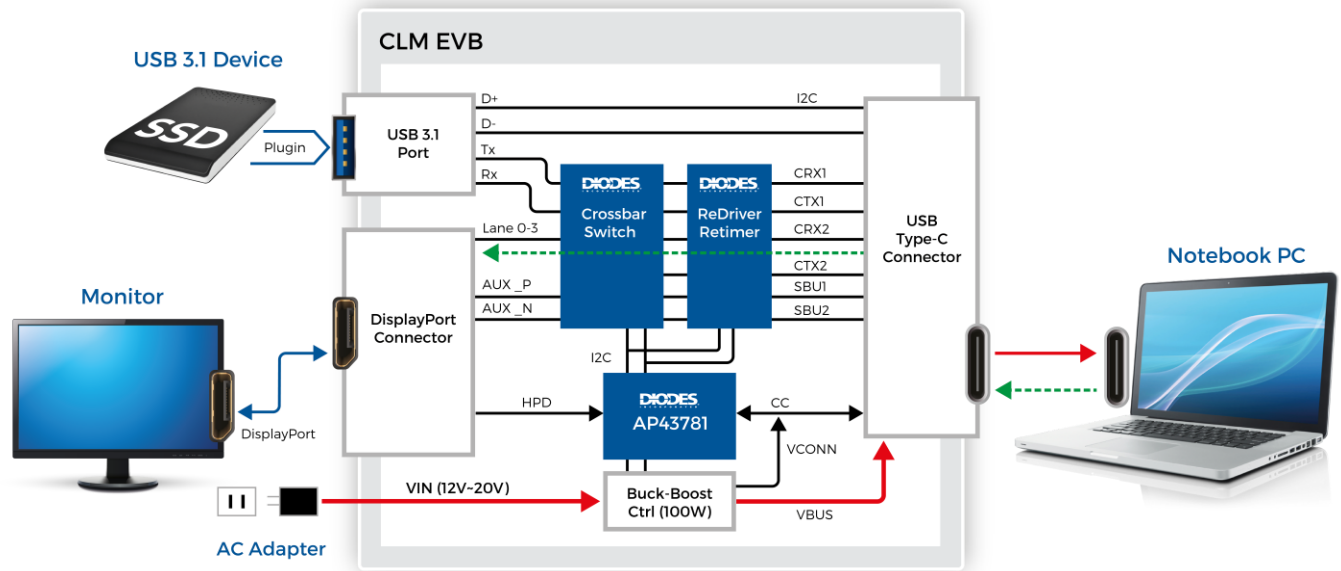 CLM EVB
USB 3.1 Device
SSD
Plugin
USB 3.1
Port
D+
I2C
D-
Tx
Rx
DIODES
INCORPORATED
Crossbar
Switch
DIODES
INCORPORATED
ReDriver
Retimer
CRX1
CTX1
CRX2
CTX2
SBU1
SBU2
USB
Type-C
Connector
Lane 0-3
AUX _P
AUX _N
DisplayPort
Connector
Monitor
DisplayPort
Notebook PC
I2C
HPD
DIODES
INCORPORATED
AP43781
CC
VCONN
VIN (12V~20V)
Buck-Boost
Ctrl (100W)
VBUS
AC Adapter